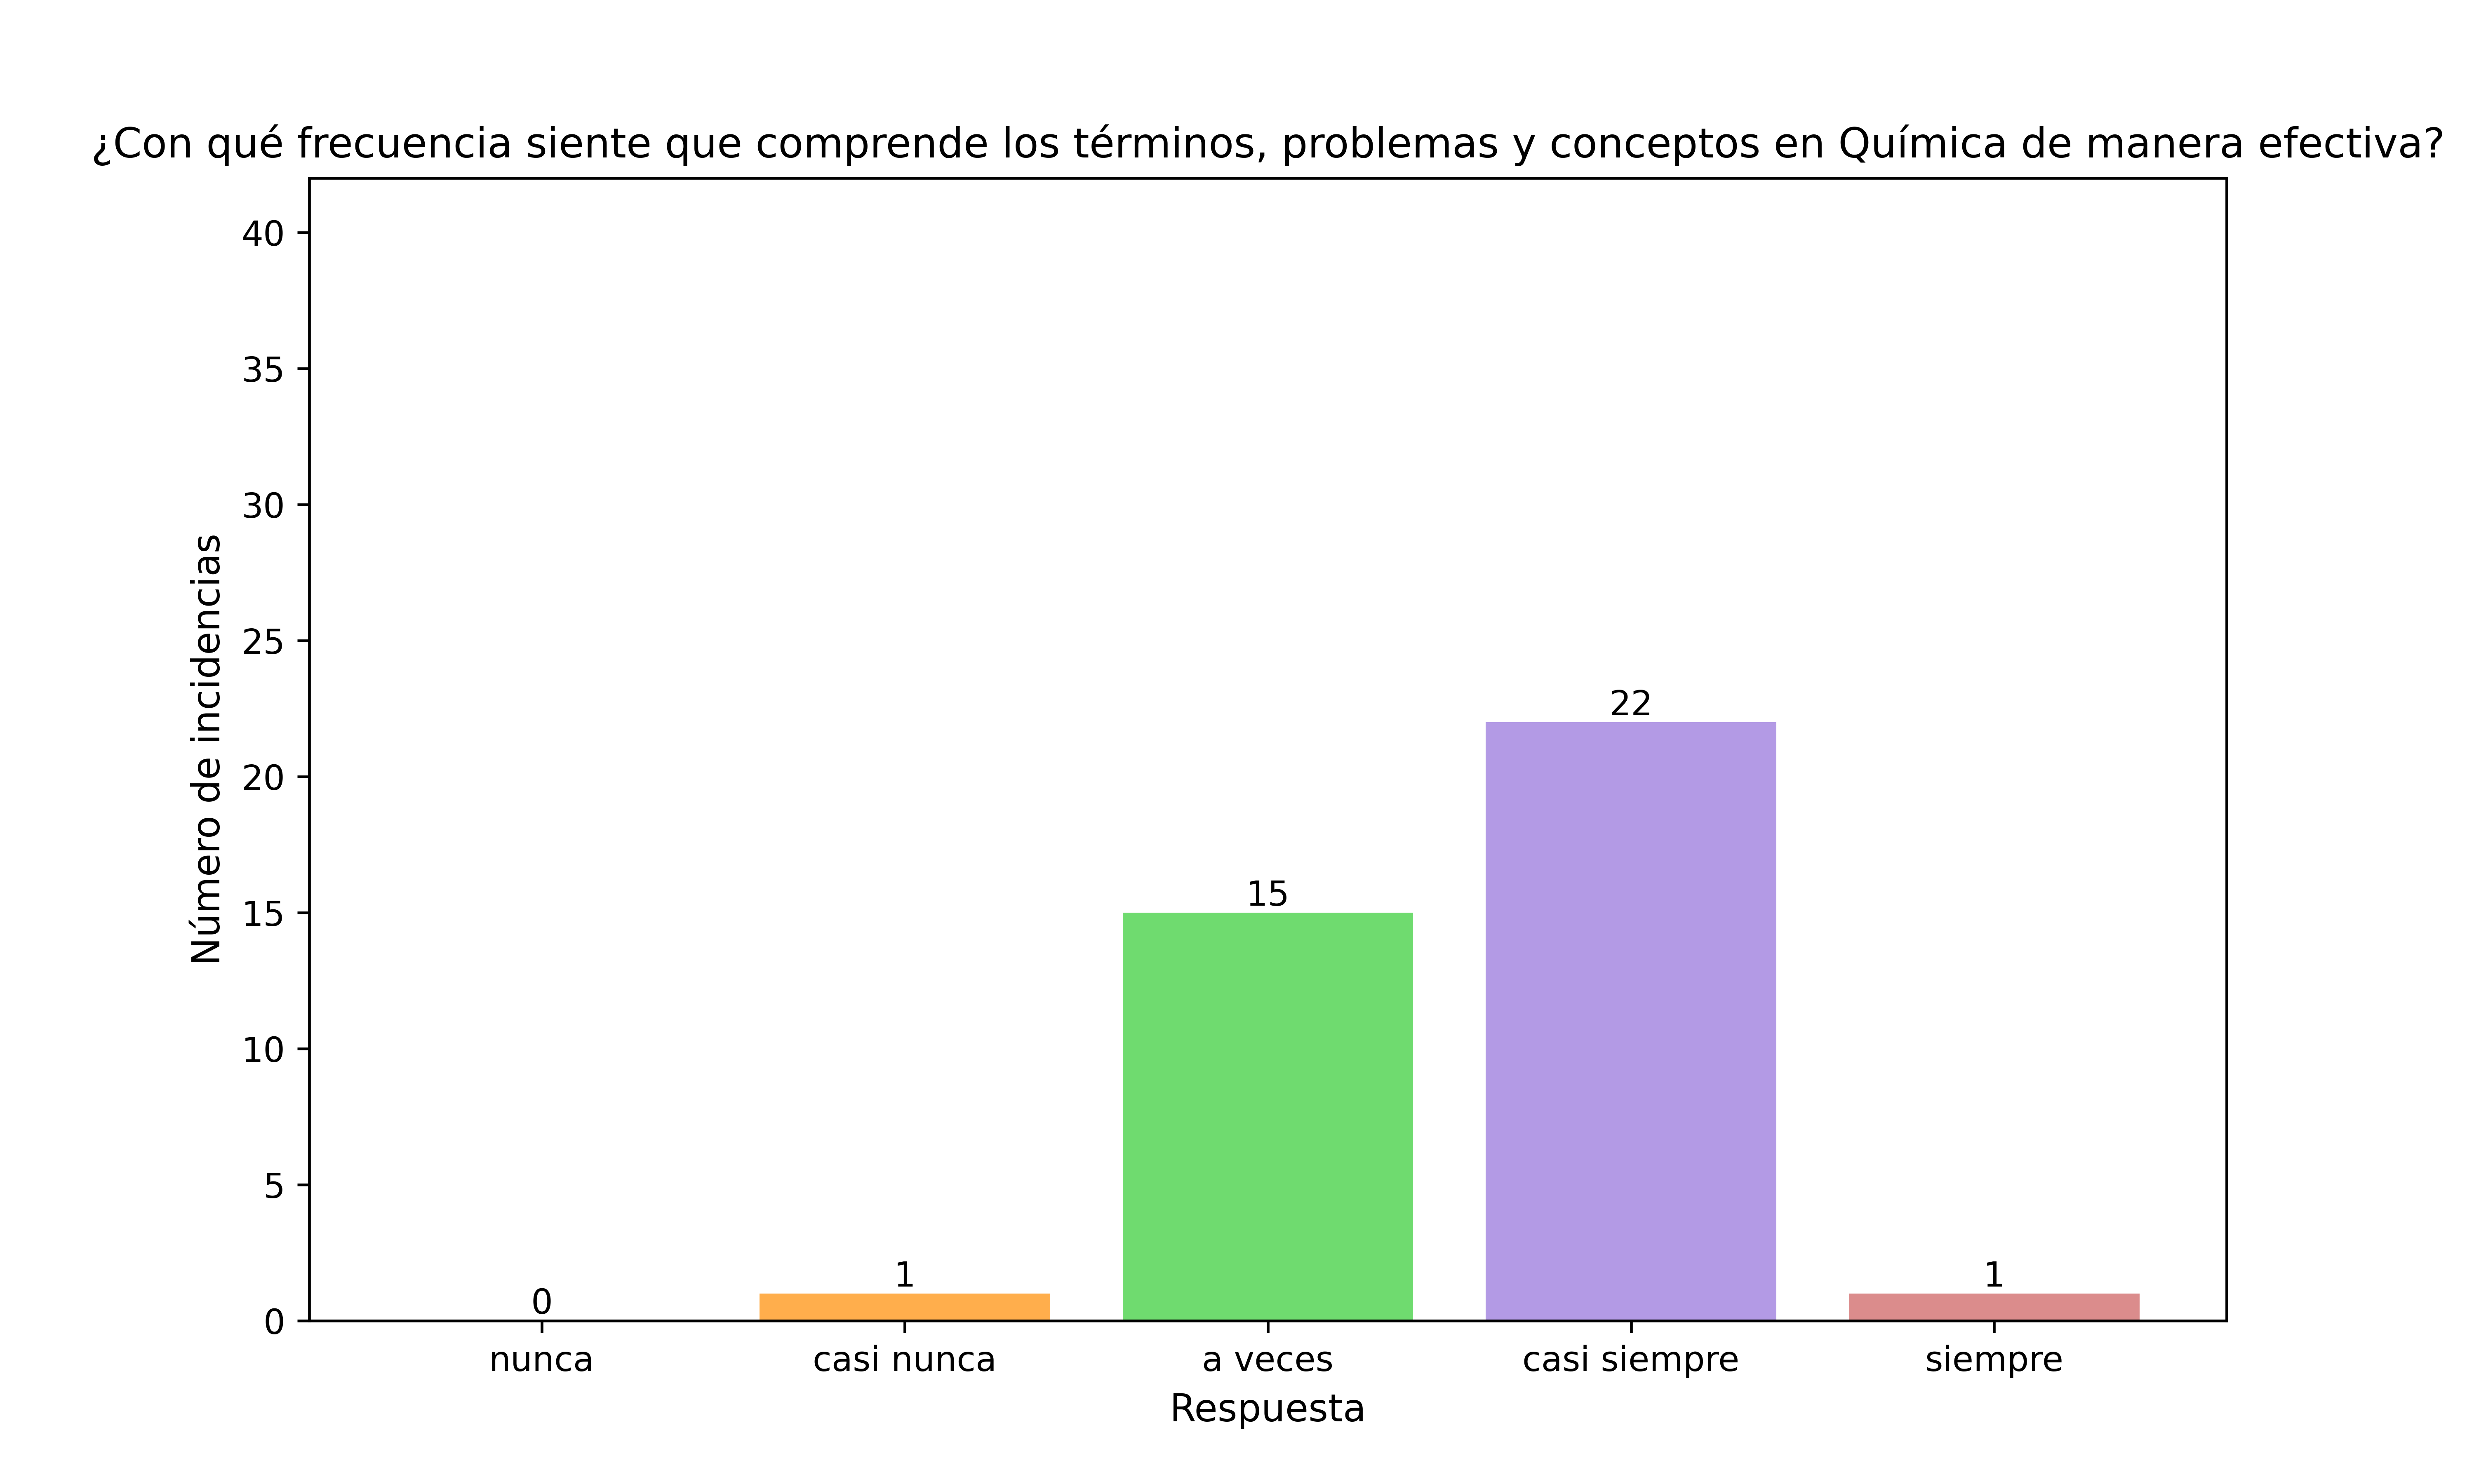 ¿Con qué frecuencia siente que comprende los términos, problemas y conceptos en Química de manera efectiva?
40
35
30
25
20
15
10
5
0
Número de incidencias
0
1
15
22
1
nunca
casi nunca
a veces
casi siempre
siempre
Respuesta